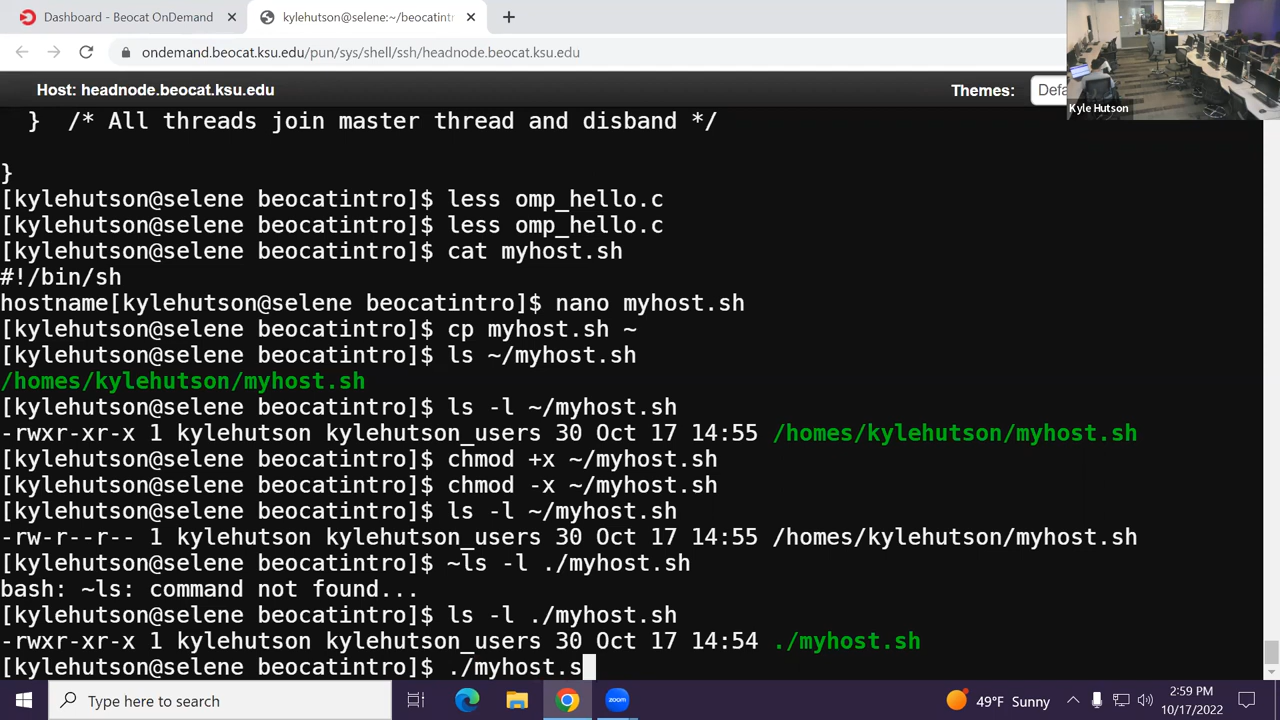 Dashboard - Beocat OnDemand
kylehutson@selene:~/beocatintr
ondemand.beocat.ksu.edu/pun/sys/shell/ssh/headnode.beocat.ksu.edu
Host: headnode.beocat.ksu.edu
Themes:
Defa
Kyle Hutson
} /* All threads join master thread and disband */
}
[kylehutson@selene beocatintro]$ less omp_hello.c
[kylehutson@selene beocatintro]$ less omp_hello.c
[kylehutson@selene beocatintro]$ cat myhost.sh
#!/bin/sh
hostname[kylehutson@selene beocatintro]$ nano myhost.sh
[kylehutson@selene beocatintro]$ cp myhost.sh ~
[kylehutson@selene beocatintro]$ ls ~/myhost.sh
/homes/kylehutson/myhost.sh
[kylehutson@selene beocatintro]$ ls -l ~/myhost.sh
-rwxr-xr-x 1 kylehutson kylehutson_users 30 Oct 17 14:55 /homes/kylehutson/myhost.sh
[kylehutson@selene beocatintro]$ chmod +x ~/myhost.sh
[kylehutson@selene beocatintro]$ chmod -x ~/myhost.sh
[kylehutson@selene beocatintro]$ ls -l ~/myhost.sh
-rw-r--r-- 1 kylehutson kylehutson_users 30 Oct 17 14:55 /homes/kylehutson/myhost.sh
[kylehutson@selene beocatintro]$ ~ls -l ./myhost.sh
bash: ~ls: command not found...
[kylehutson@selene beocatintro]$ ls -l ./myhost.sh
-rwxr-xr-x 1 kylehutson kylehutson_users 30 Oct 17 14:54 ./myhost.sh
[kylehutson@selene beocatintro]$ ./myhost.s
Type here to search
zoom
49°F Sunny
2:59 PM
10/17/2022